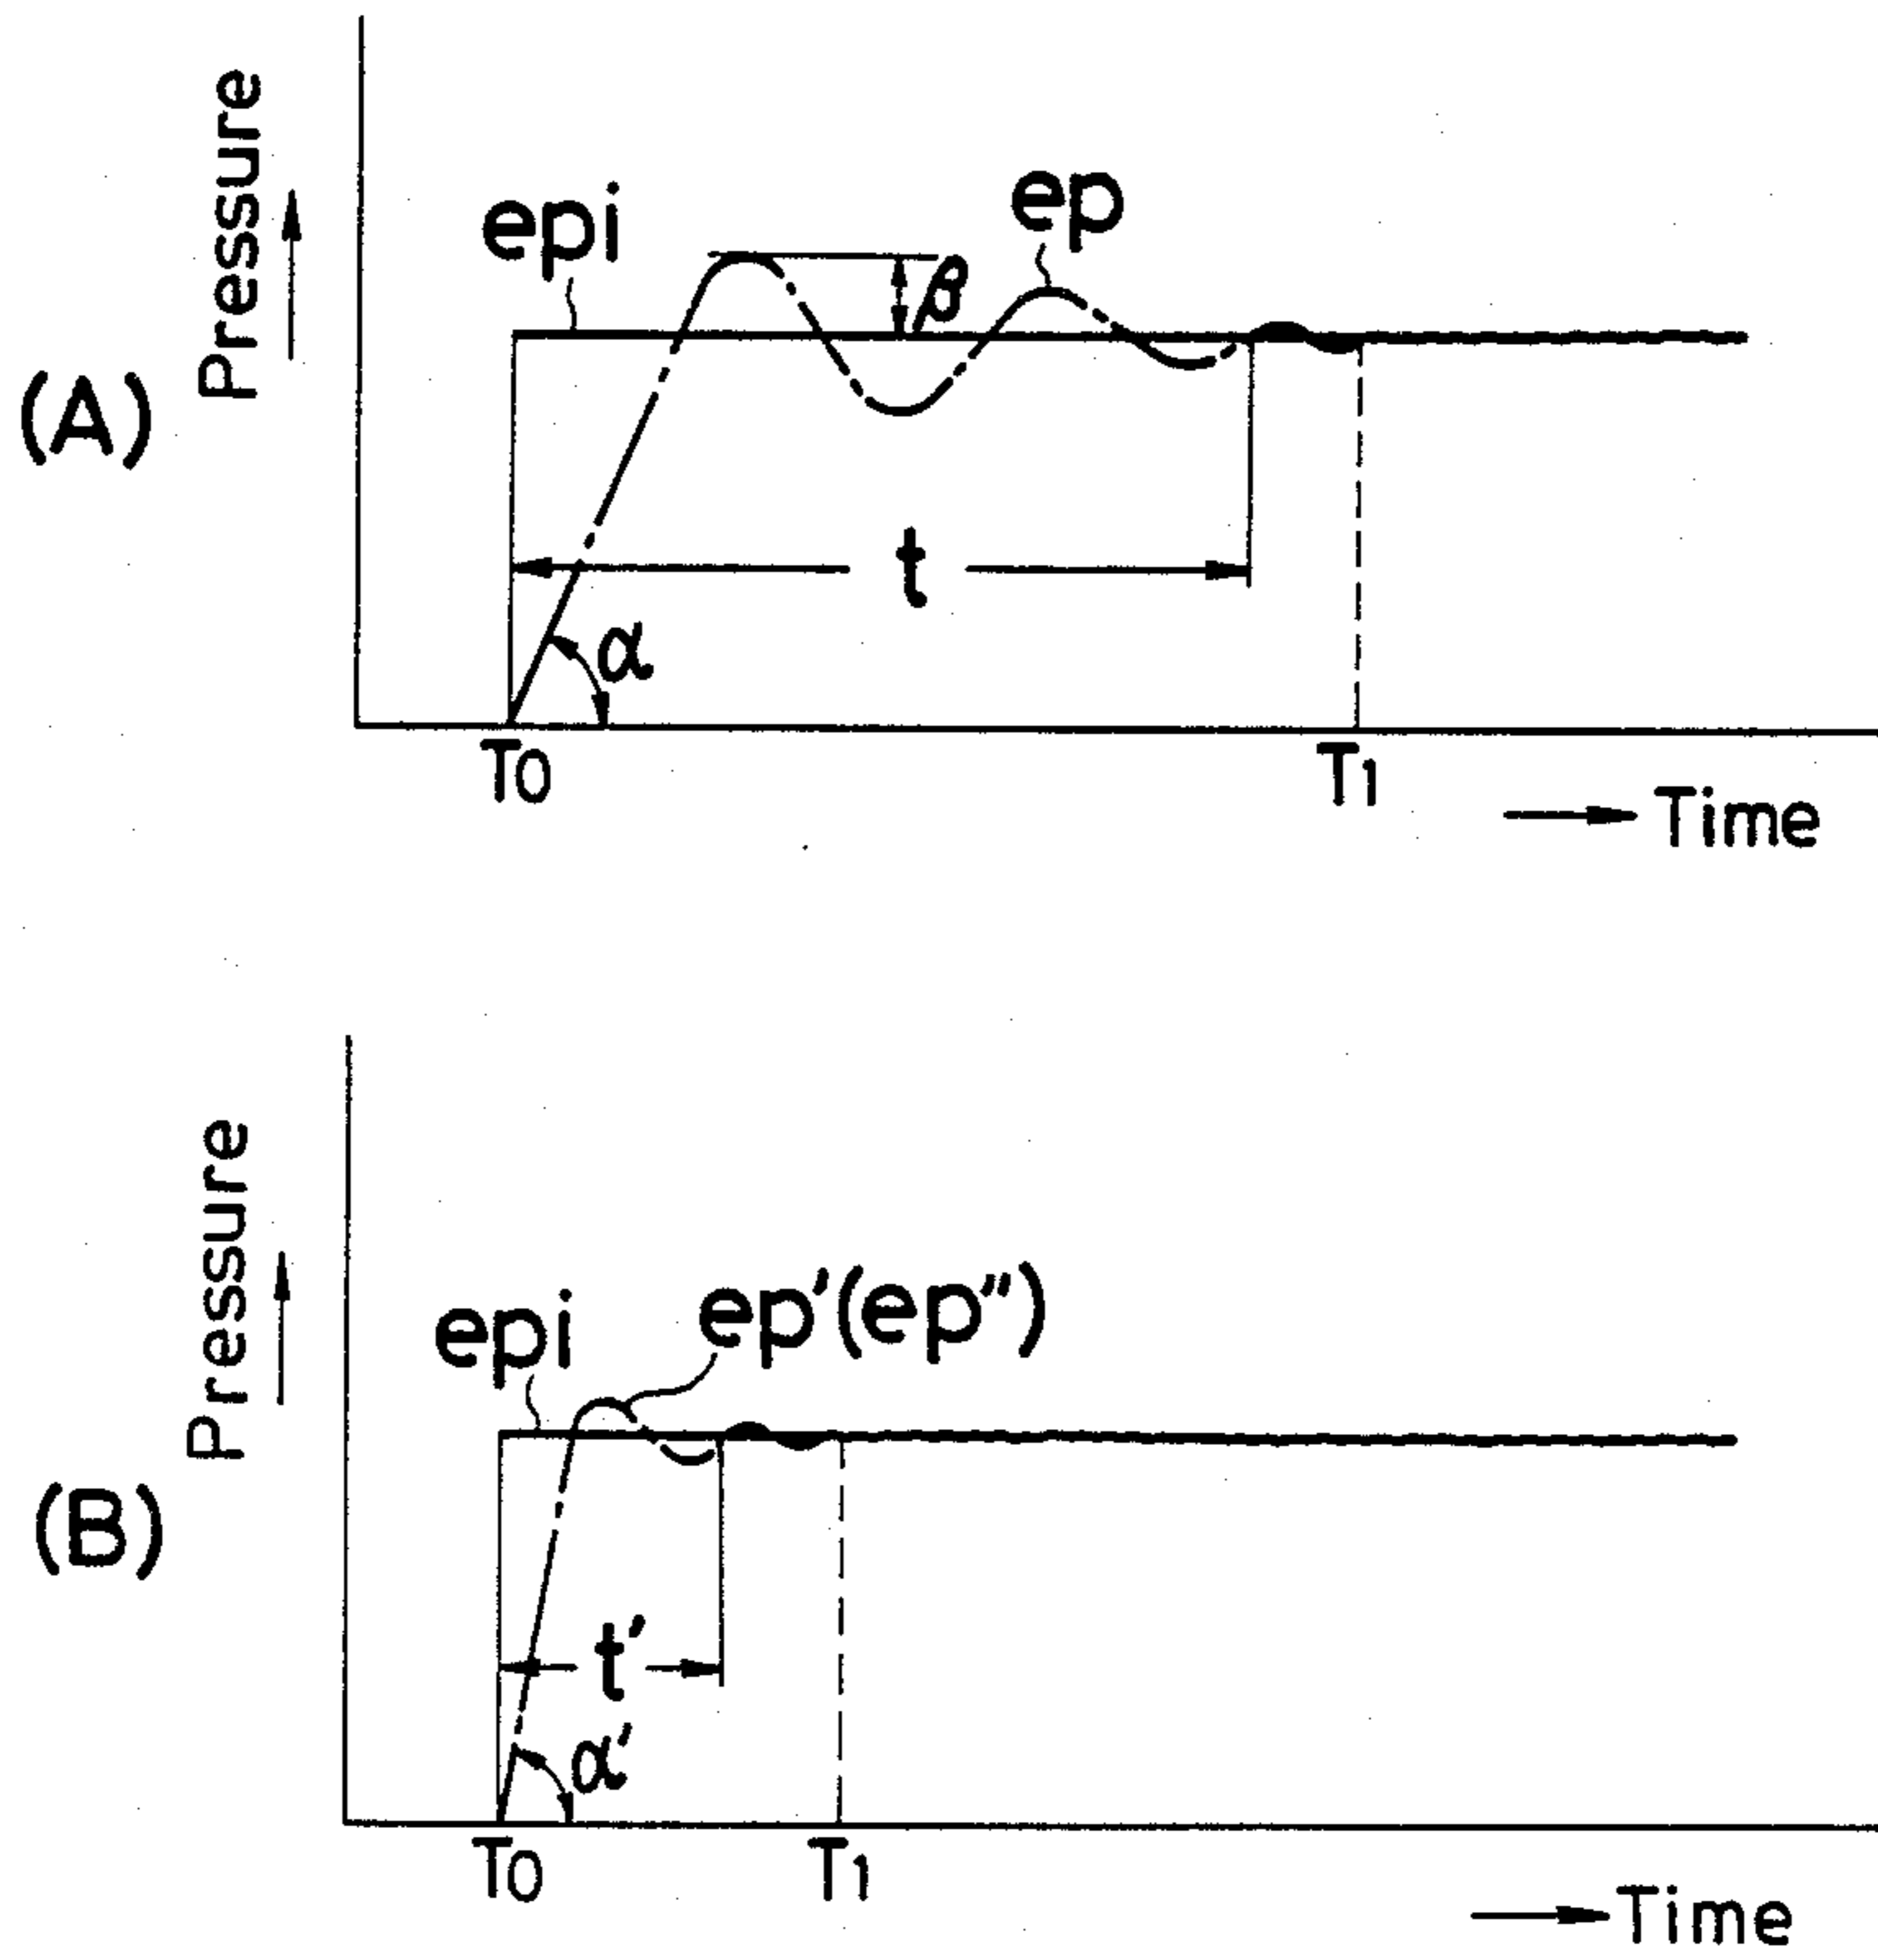 (A)
Pressure
epi
ep
β
t
α
T0
T1
Time
(B)
Pressure
epi
ep′(ep″)
t′
α′
T0
T1
Time